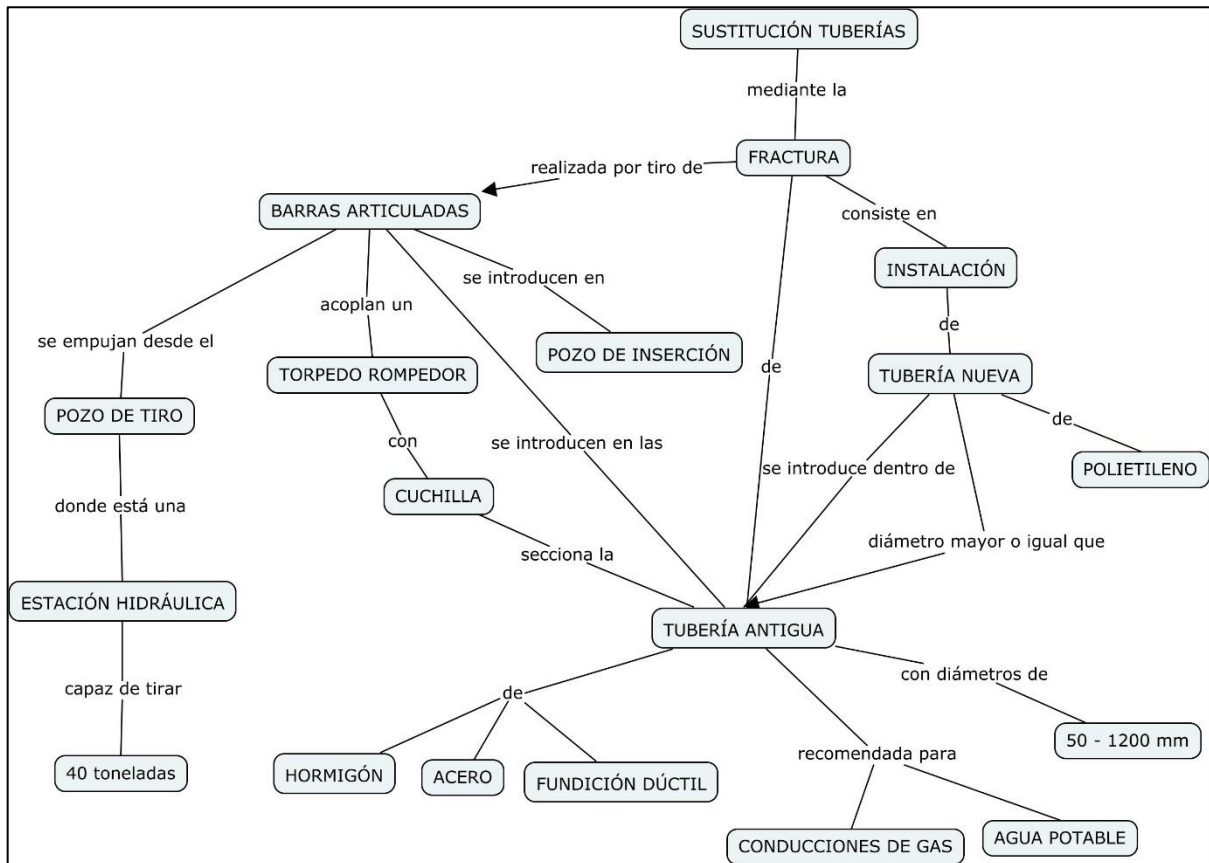 SUSTITUCIÓN TUBERÍAS
mediante la
FRACTURA
realizada por tiro de
BARRAS ARTICULADAS
consiste en
INSTALACIÓN
se introducen en
acoplan un
de
se empujan desde el
POZO DE INSERCIÓN
TORPEDO ROMPEDOR
de
TUBERÍA NUEVA
POZO DE TIRO
con
se introducen en las
de
se introduce dentro de
POLIETILENO
CUCHILLA
donde está una
secciona la
diámetro mayor o igual que
ESTACIÓN HIDRÁULICA
TUBERÍA ANTIGUA
capaz de tirar
de
con diámetros de
50 - 1200 mm
recomendada para
40 toneladas
HORMIGÓN
ACERO
FUNDICIÓN DÚCTIL
CONDUCCIONES DE GAS
AGUA POTABLE